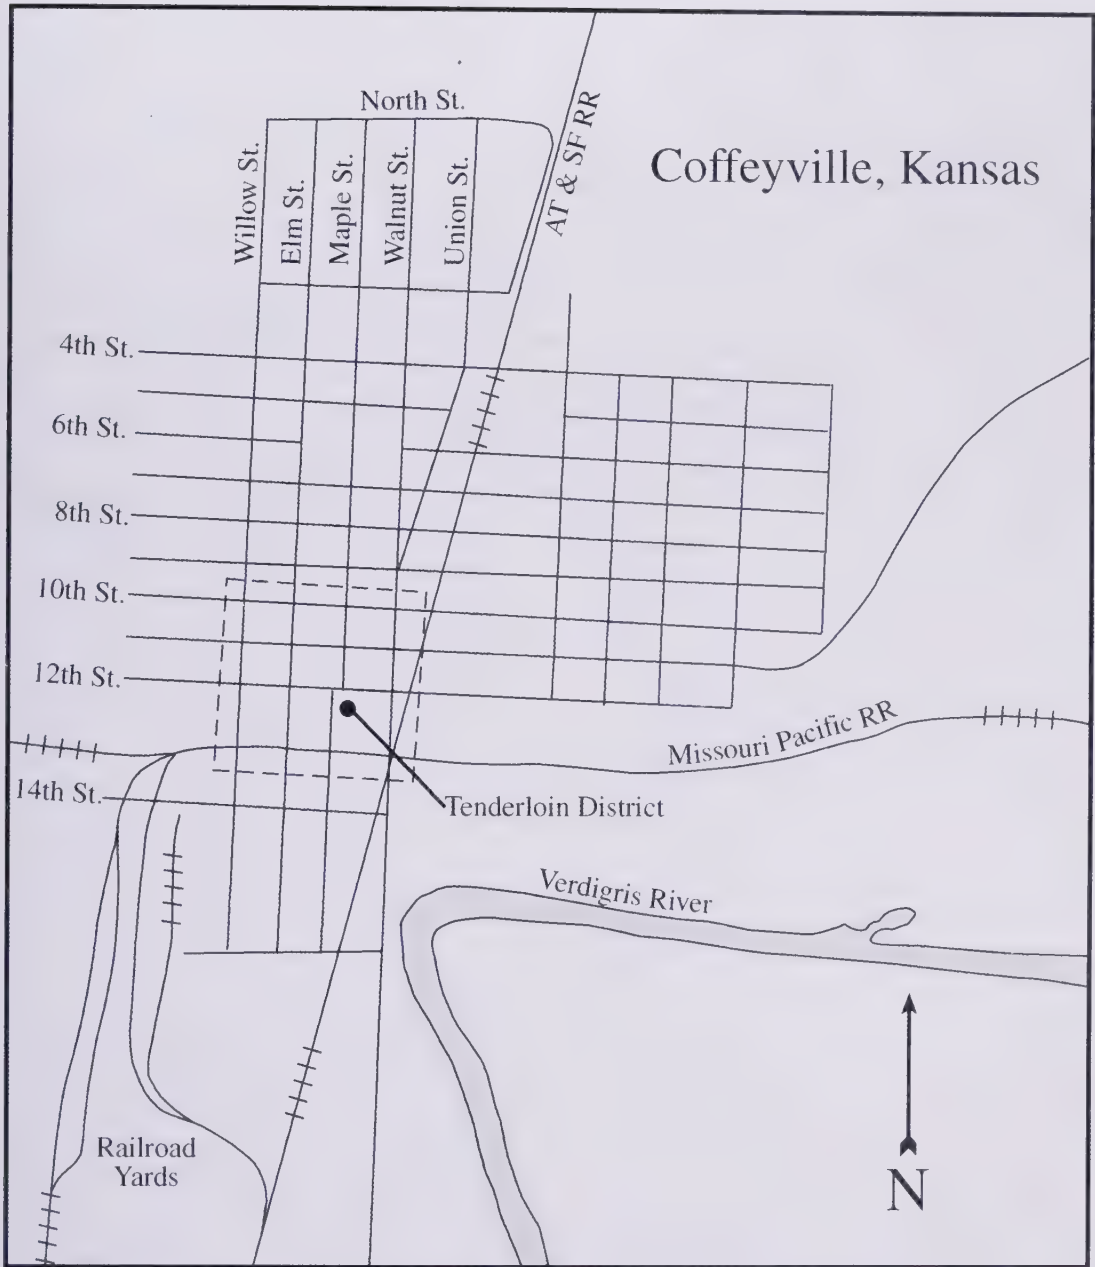 North St.
AT & SF RR
Coffeyville, Kansas
Willow St.
Elm St.
Maple St.
Walnut St.
Union St.
4th St.
6th St.
8th St.
10th St.
12th St.
Missouri Pacific RR
14th St.
Tenderloin District
Verdigris River
Railroad
Yards
N